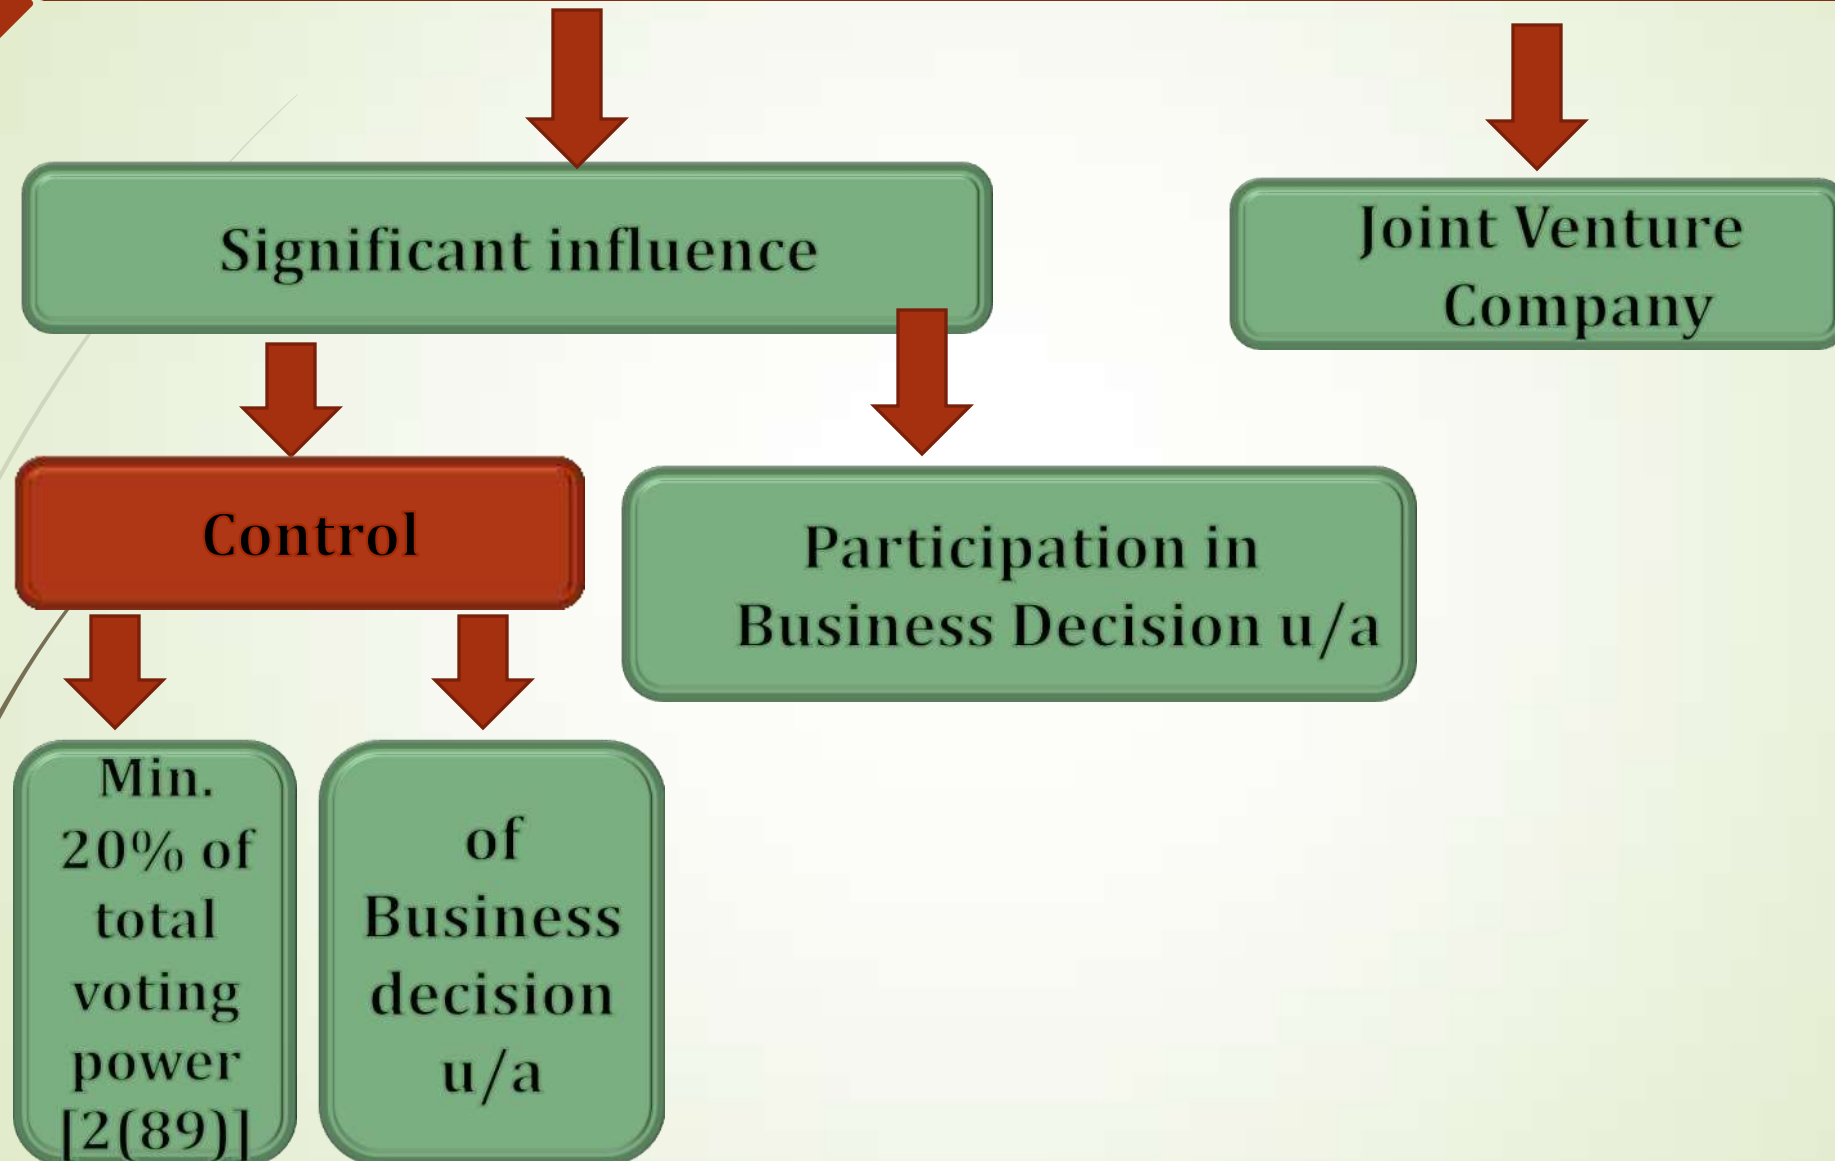 Significant influence
Joint Venture
Company
Control
Participation in
Business Decision u/a
Min.
20% of
total
voting
power
[2(89)]
of
Business
decision
u/a